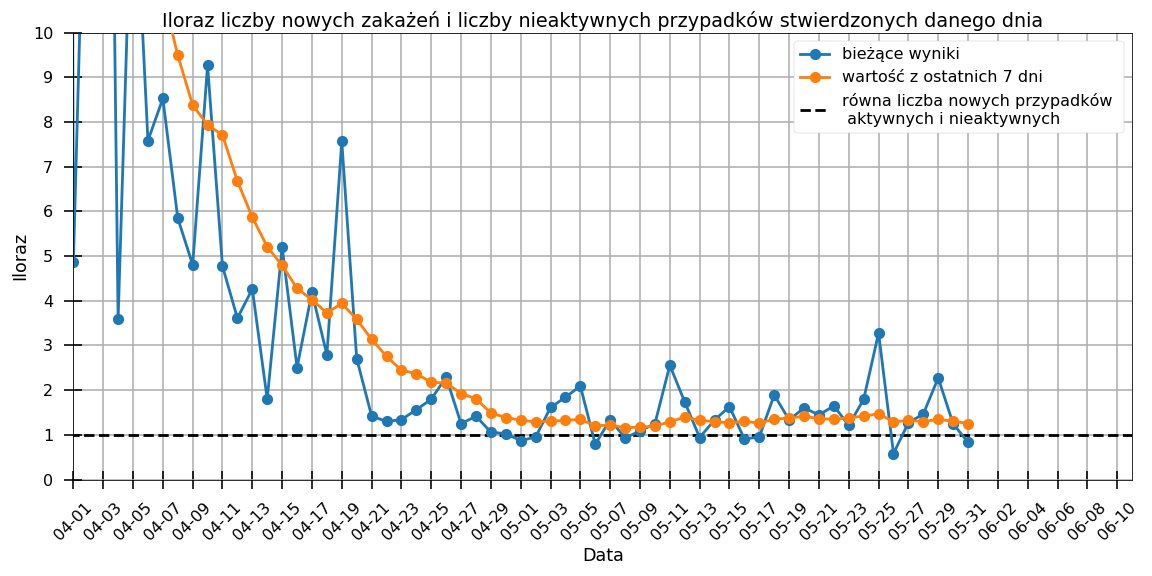 Iloraz liczby nowych zakażeń i liczby nieaktywnych przypadków stwierdzonych danego dnia
10
9
8
7
6
5
4
3
2
1
0
Iloraz
bieżące wyniki
wartość z ostatnich 7 dni
równa liczba nowych przypadków
aktywnych i nieaktywnych
04-01 04-03 04-05 04-07 04-09 04-11 04-13 04-15 04-17 04-19 04-21 04-23 04-25 04-27 04-29 05-01 05-03 05-05 05-07 05-09 05-11 05-13 05-15 05-17 05-19 05-21 05-23 05-25 05-27 05-29 05-31 06-02 06-04 06-06 06-08 06-10
Data